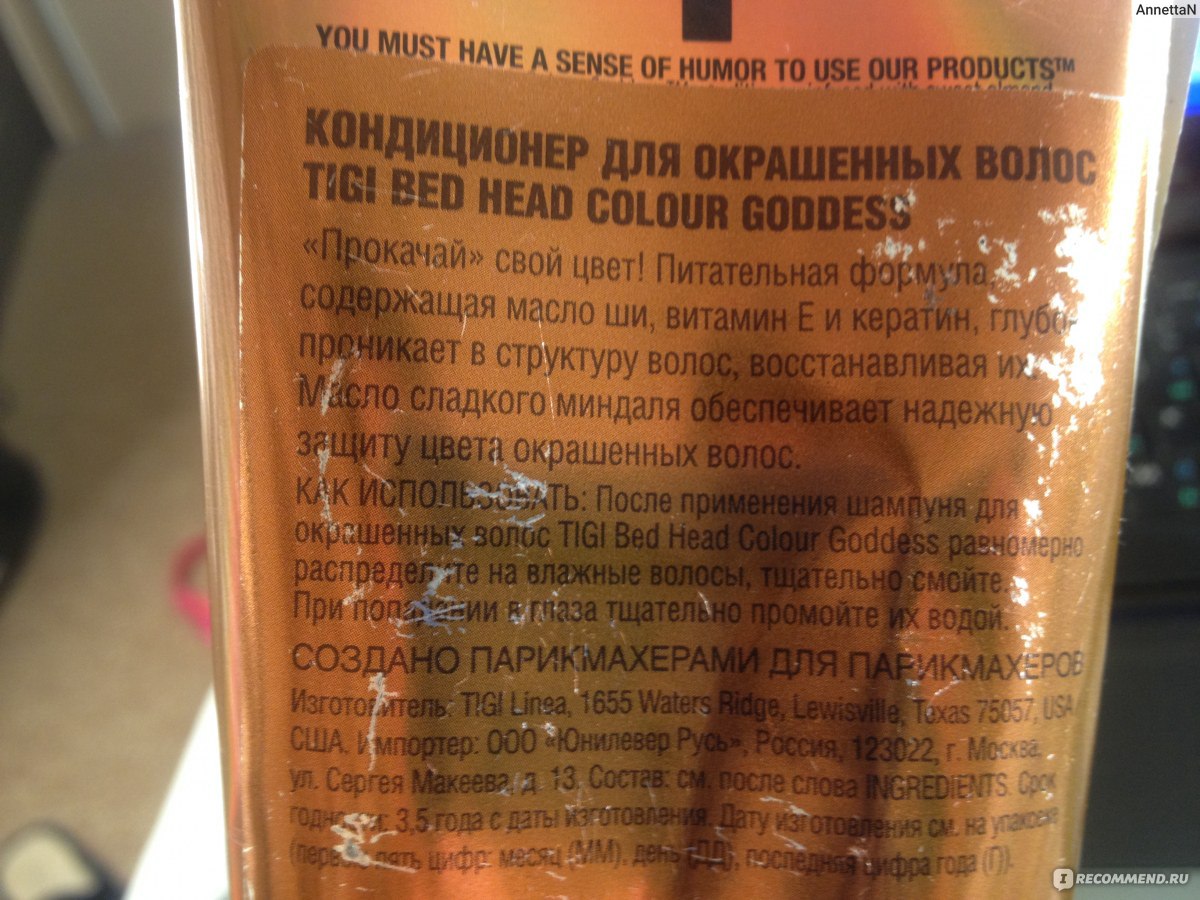 AnnettaN
YOU MUST HAVE A SENSE OF HUMOR TO USE OUR PRODUCTS™
КОНДИЦИОНЕР ДЛЯ ОКРАШЕННЫХ ВОЛОС
TIGI BED HEAD COLOUR GODDESS
«Прокачай» свой цвет! Питательная формула,
содержащая масло ши, витамин Е и кератин, глубо-
проникает в структуру волос, восстанавливая их.
Масло сладкого миндаля обеспечивает надежную
защиту цвета окрашенных волос.
КАК ИСПОЛЬЗОВАТЬ: После применения шампуня для
окрашенных волос TIGI Bed Head Colour Goddess равномерно
распределите на влажные волосы, тщательно смойте.
При попадании в глаза тщательно промойте их водой.
СОЗДАНО ПАРИКМАХЕРАМИ ДЛЯ ПАРИКМАХЕРОВ
Изготовитель: TIGI Linea, 1655 Waters Ridge, Lewisville, Texas 75057, USA/
США. Импортер: ООО «Юнилевер Русь», Россия, 123022, г. Москва,
ул. Сергея Макеева, д. 13. Состав: см. после слова INGREDIENTS. Срок
годности: 3,5 года с даты изготовления. Дату изготовления см. на упаковке
(первые пять цифр: месяц (ММ), день (ДД), последняя цифра года (Г)).
IRECOMMEND.RU